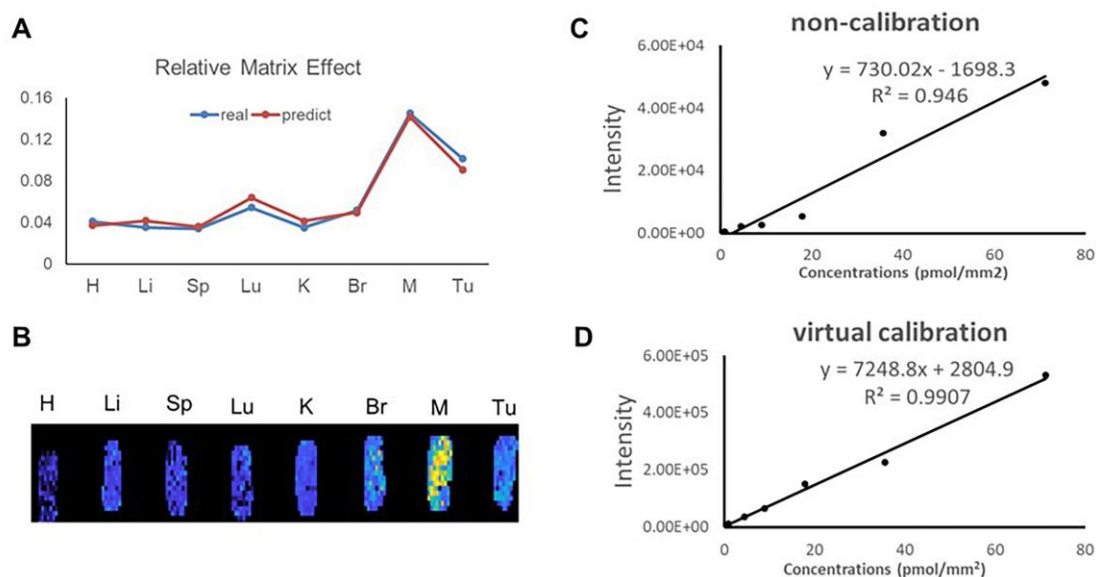 A
Relative Matrix Effect
0.16
real predict
0.12
0.08
0.04
0
H Li Sp Lu K Br M Tu
B
H Li Sp Lu K Br M Tu
C
non-calibration
6.00E+04
y = 730.02x - 1698.3
R² = 0.946
4.00E+04
Intensity
2.00E+04
0.00E+00
0 20 40 60 80
Concentrations (pmol/mm2)
D
virtual calibration
6.00E+05
y = 7248.8x + 2804.9
R² = 0.9907
4.00E+05
Intensity
2.00E+05
0.00E+00
0 20 40 60 80
Concentrations (pmol/mm²)